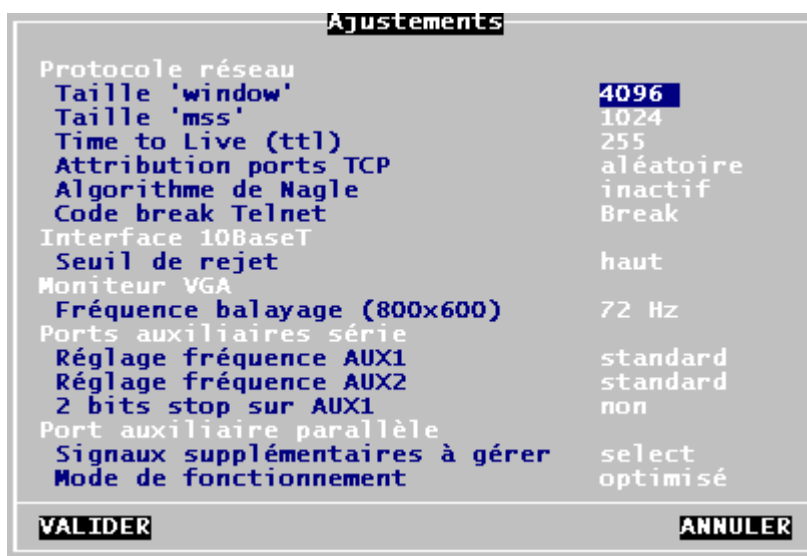 Ajustements
Protocole réseau
Taille 'window' 4096
Taille 'mss' 1024
Time to Live (ttl) 255
Attribution ports TCP aléatoire
Algorithme de Nagle inactif
Code break Telnet Break
Interface 10BaseT
Seuil de rejet haut
Moniteur VGA
Fréquence balayage (800x600) 72 Hz
Ports auxiliaires série
Réglage fréquence AUX1 standard
Réglage fréquence AUX2 standard
2 bits stop sur AUX1 non
Port auxiliaire parallèle
Signaux supplémentaires à gérer select
Mode de fonctionnement optimisé
VALIDER ANNULER